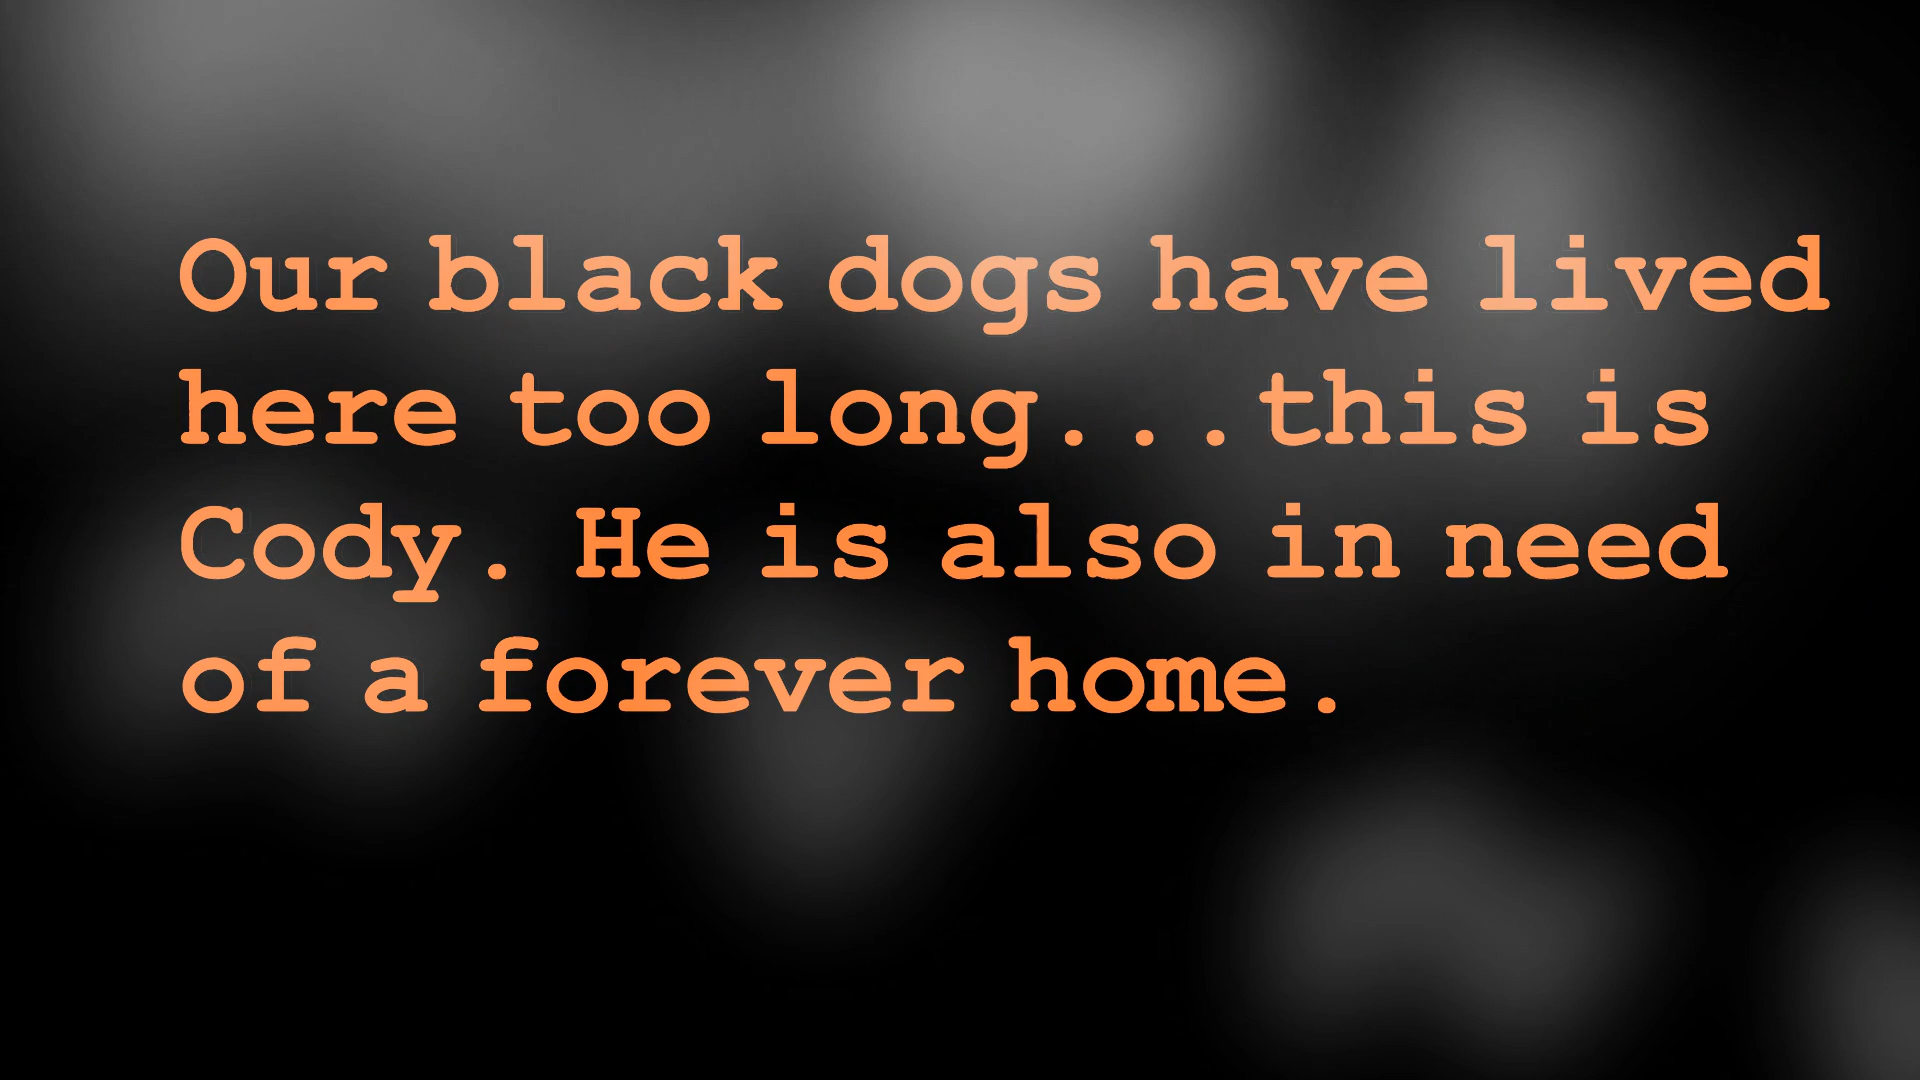 Our black dogs have lived
here too long...this is
Cody. He is also in need
of a forever home.